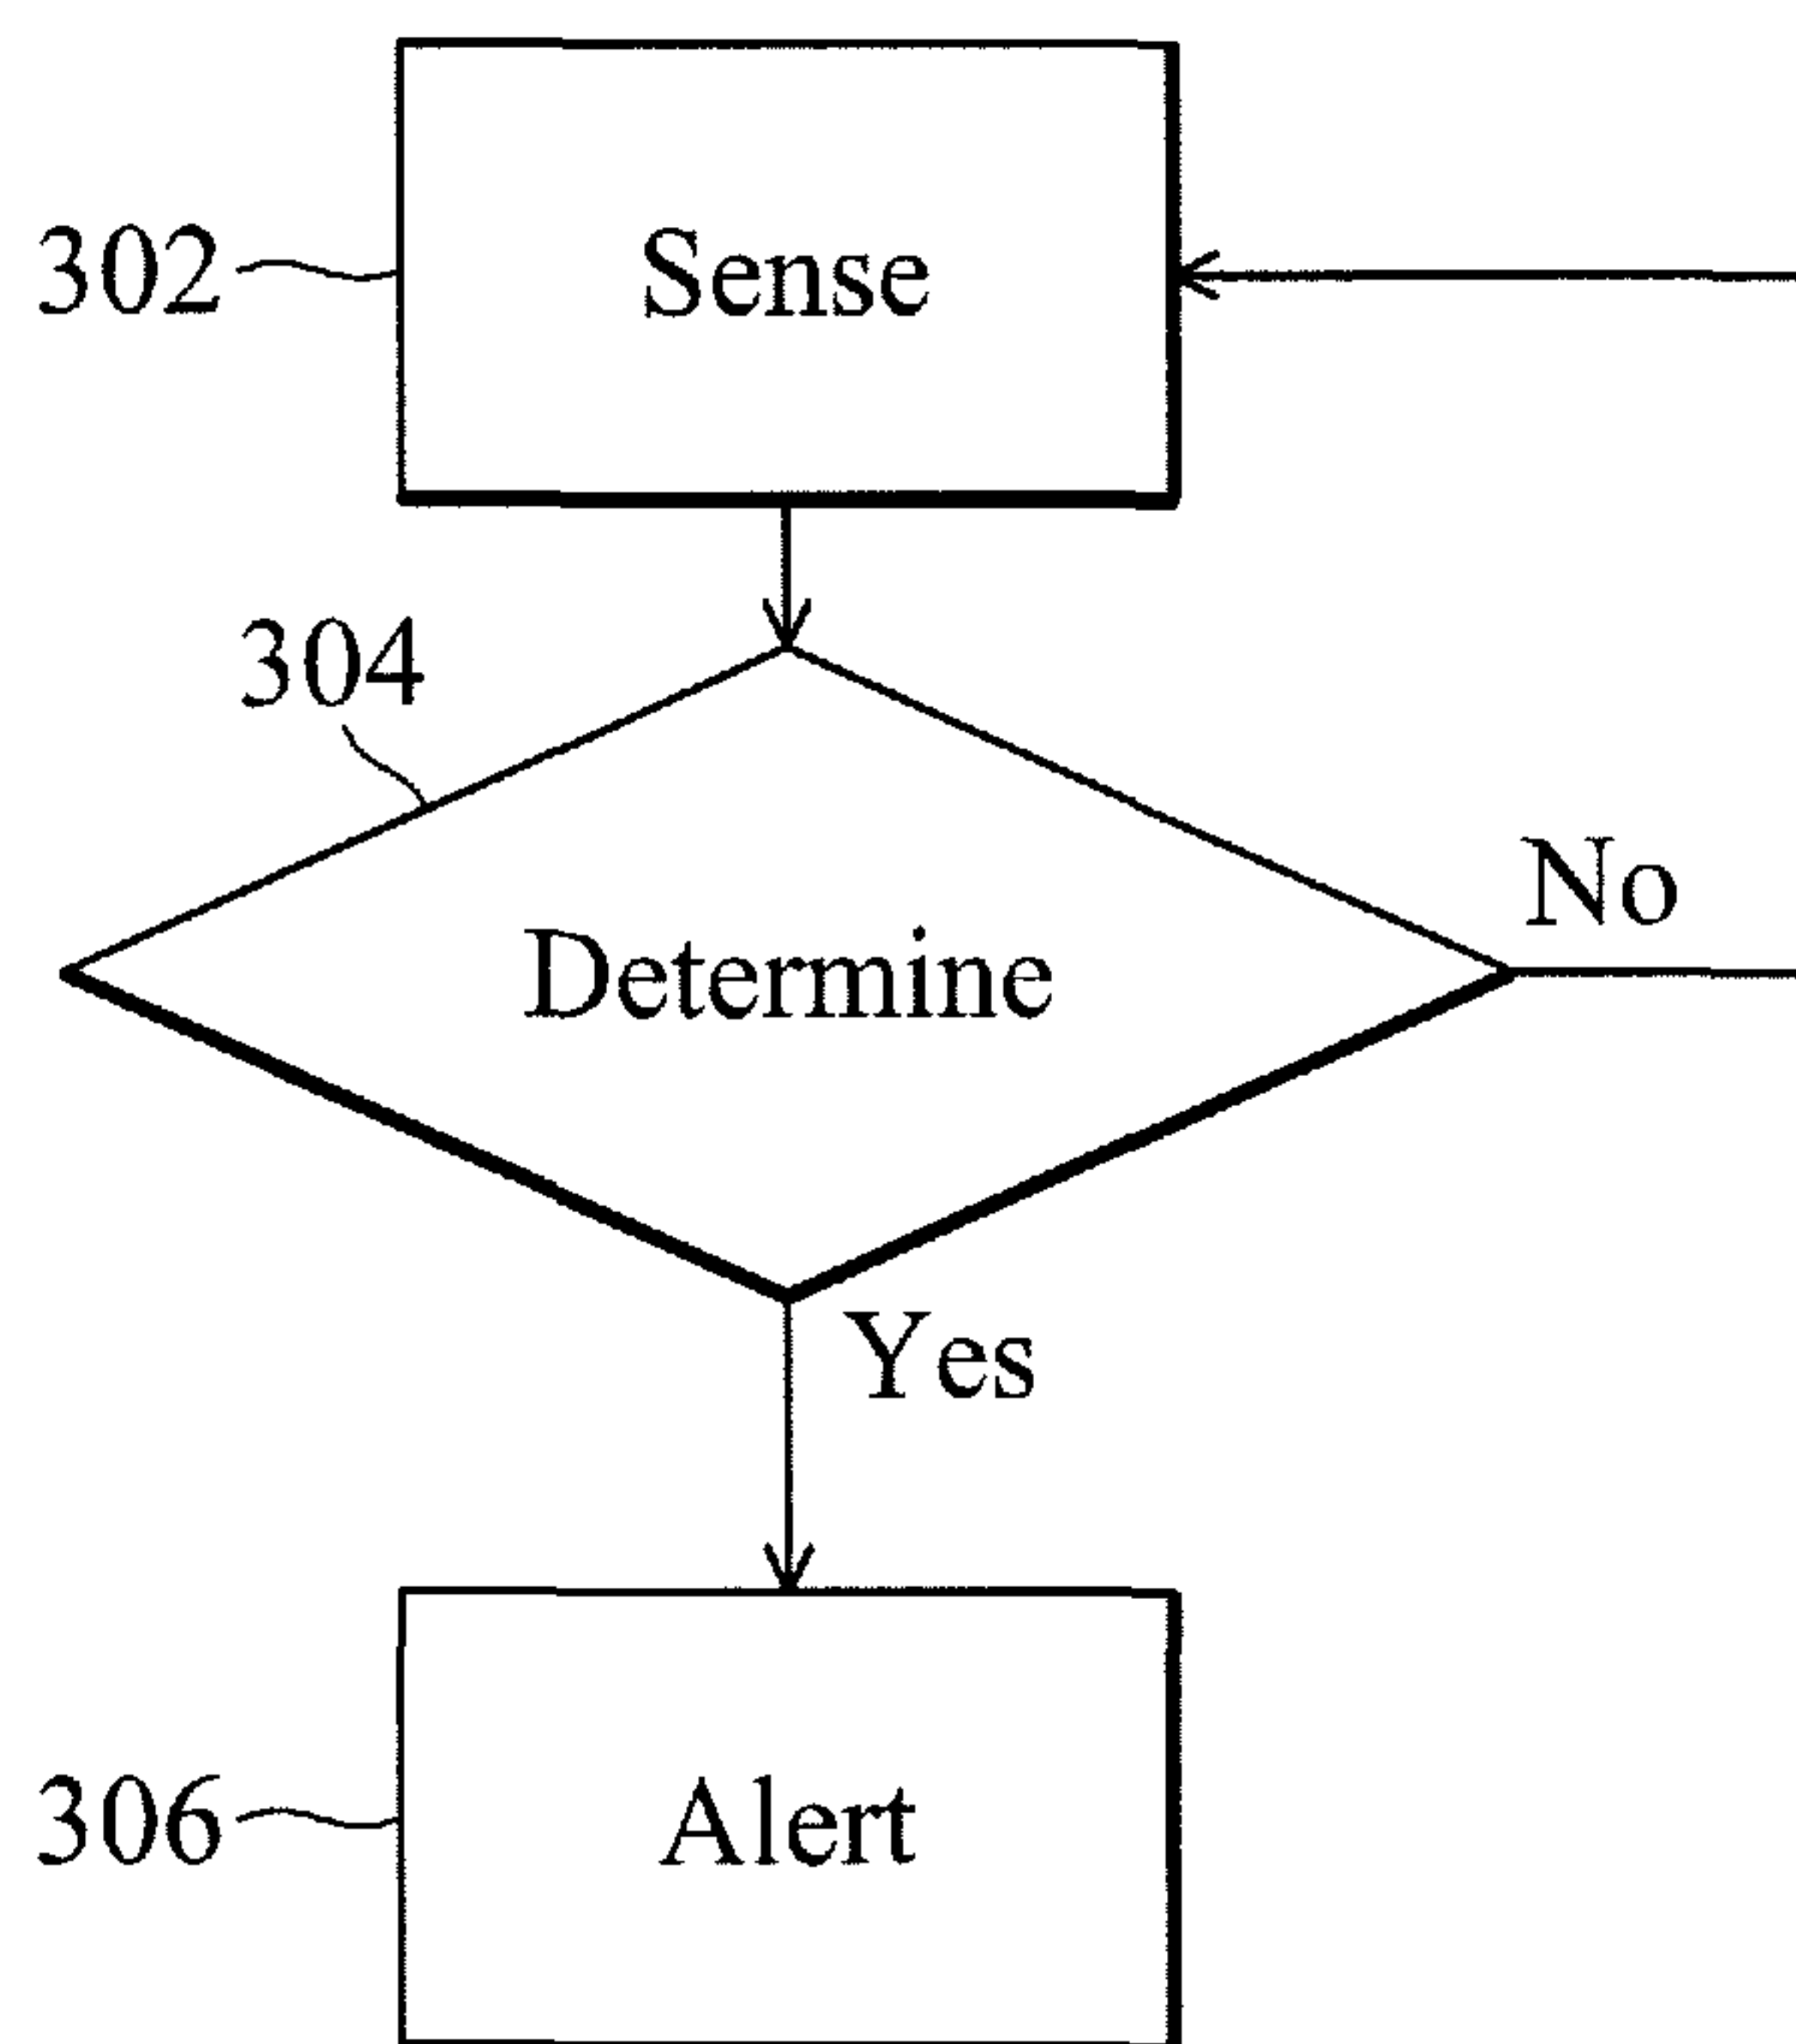 302
Sense
304
Determine
No
Yes
306
Alert